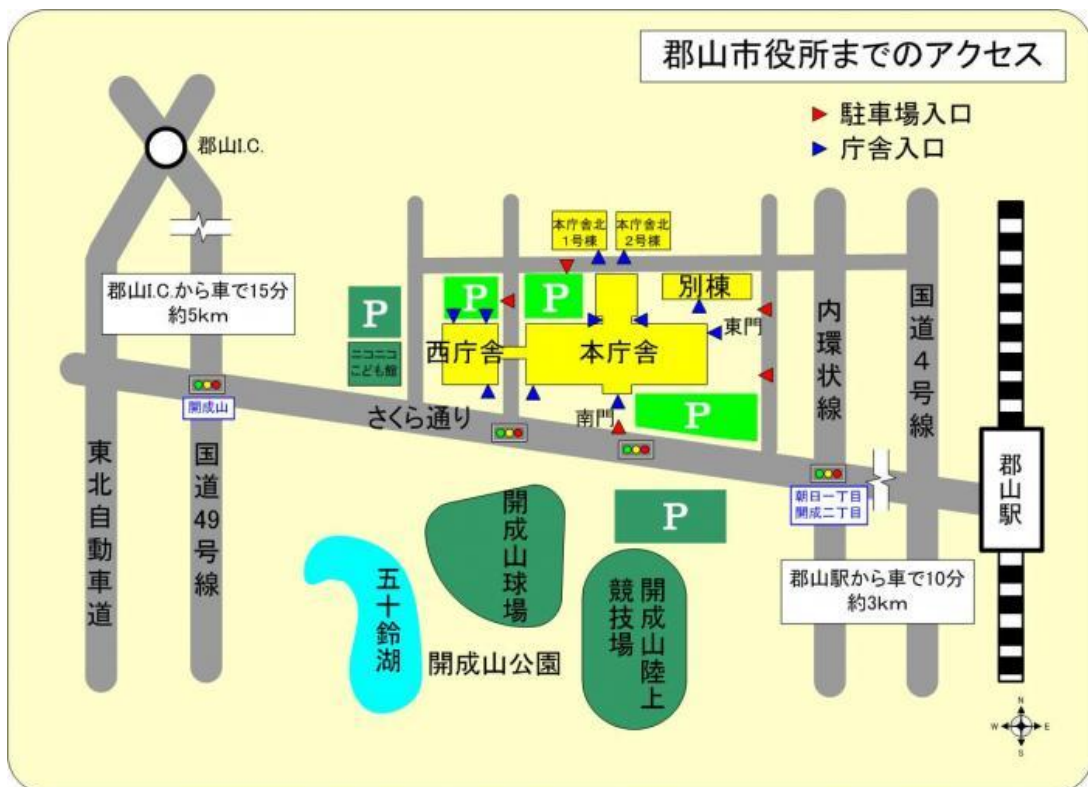 郡山市役所までのアクセス
駐車場入口
庁舎入口
郡山I.C.
郡山I.C.から車で15分
約5km
本庁舎北
1号棟
本庁舎北
2号棟
P
P
P
別棟
東門
ニコニコ
こども館
西庁舎
本庁舎
内環状線
国道4号線
開成山
さくら通り
南門
P
東北自動車道
国道49号線
朝日一丁目
開成二丁目
郡山駅
P
開成山球場
五十鈴湖
開成山公園
開成山陸上
競技場
郡山駅から車で10分
約3km
N
W
E
S